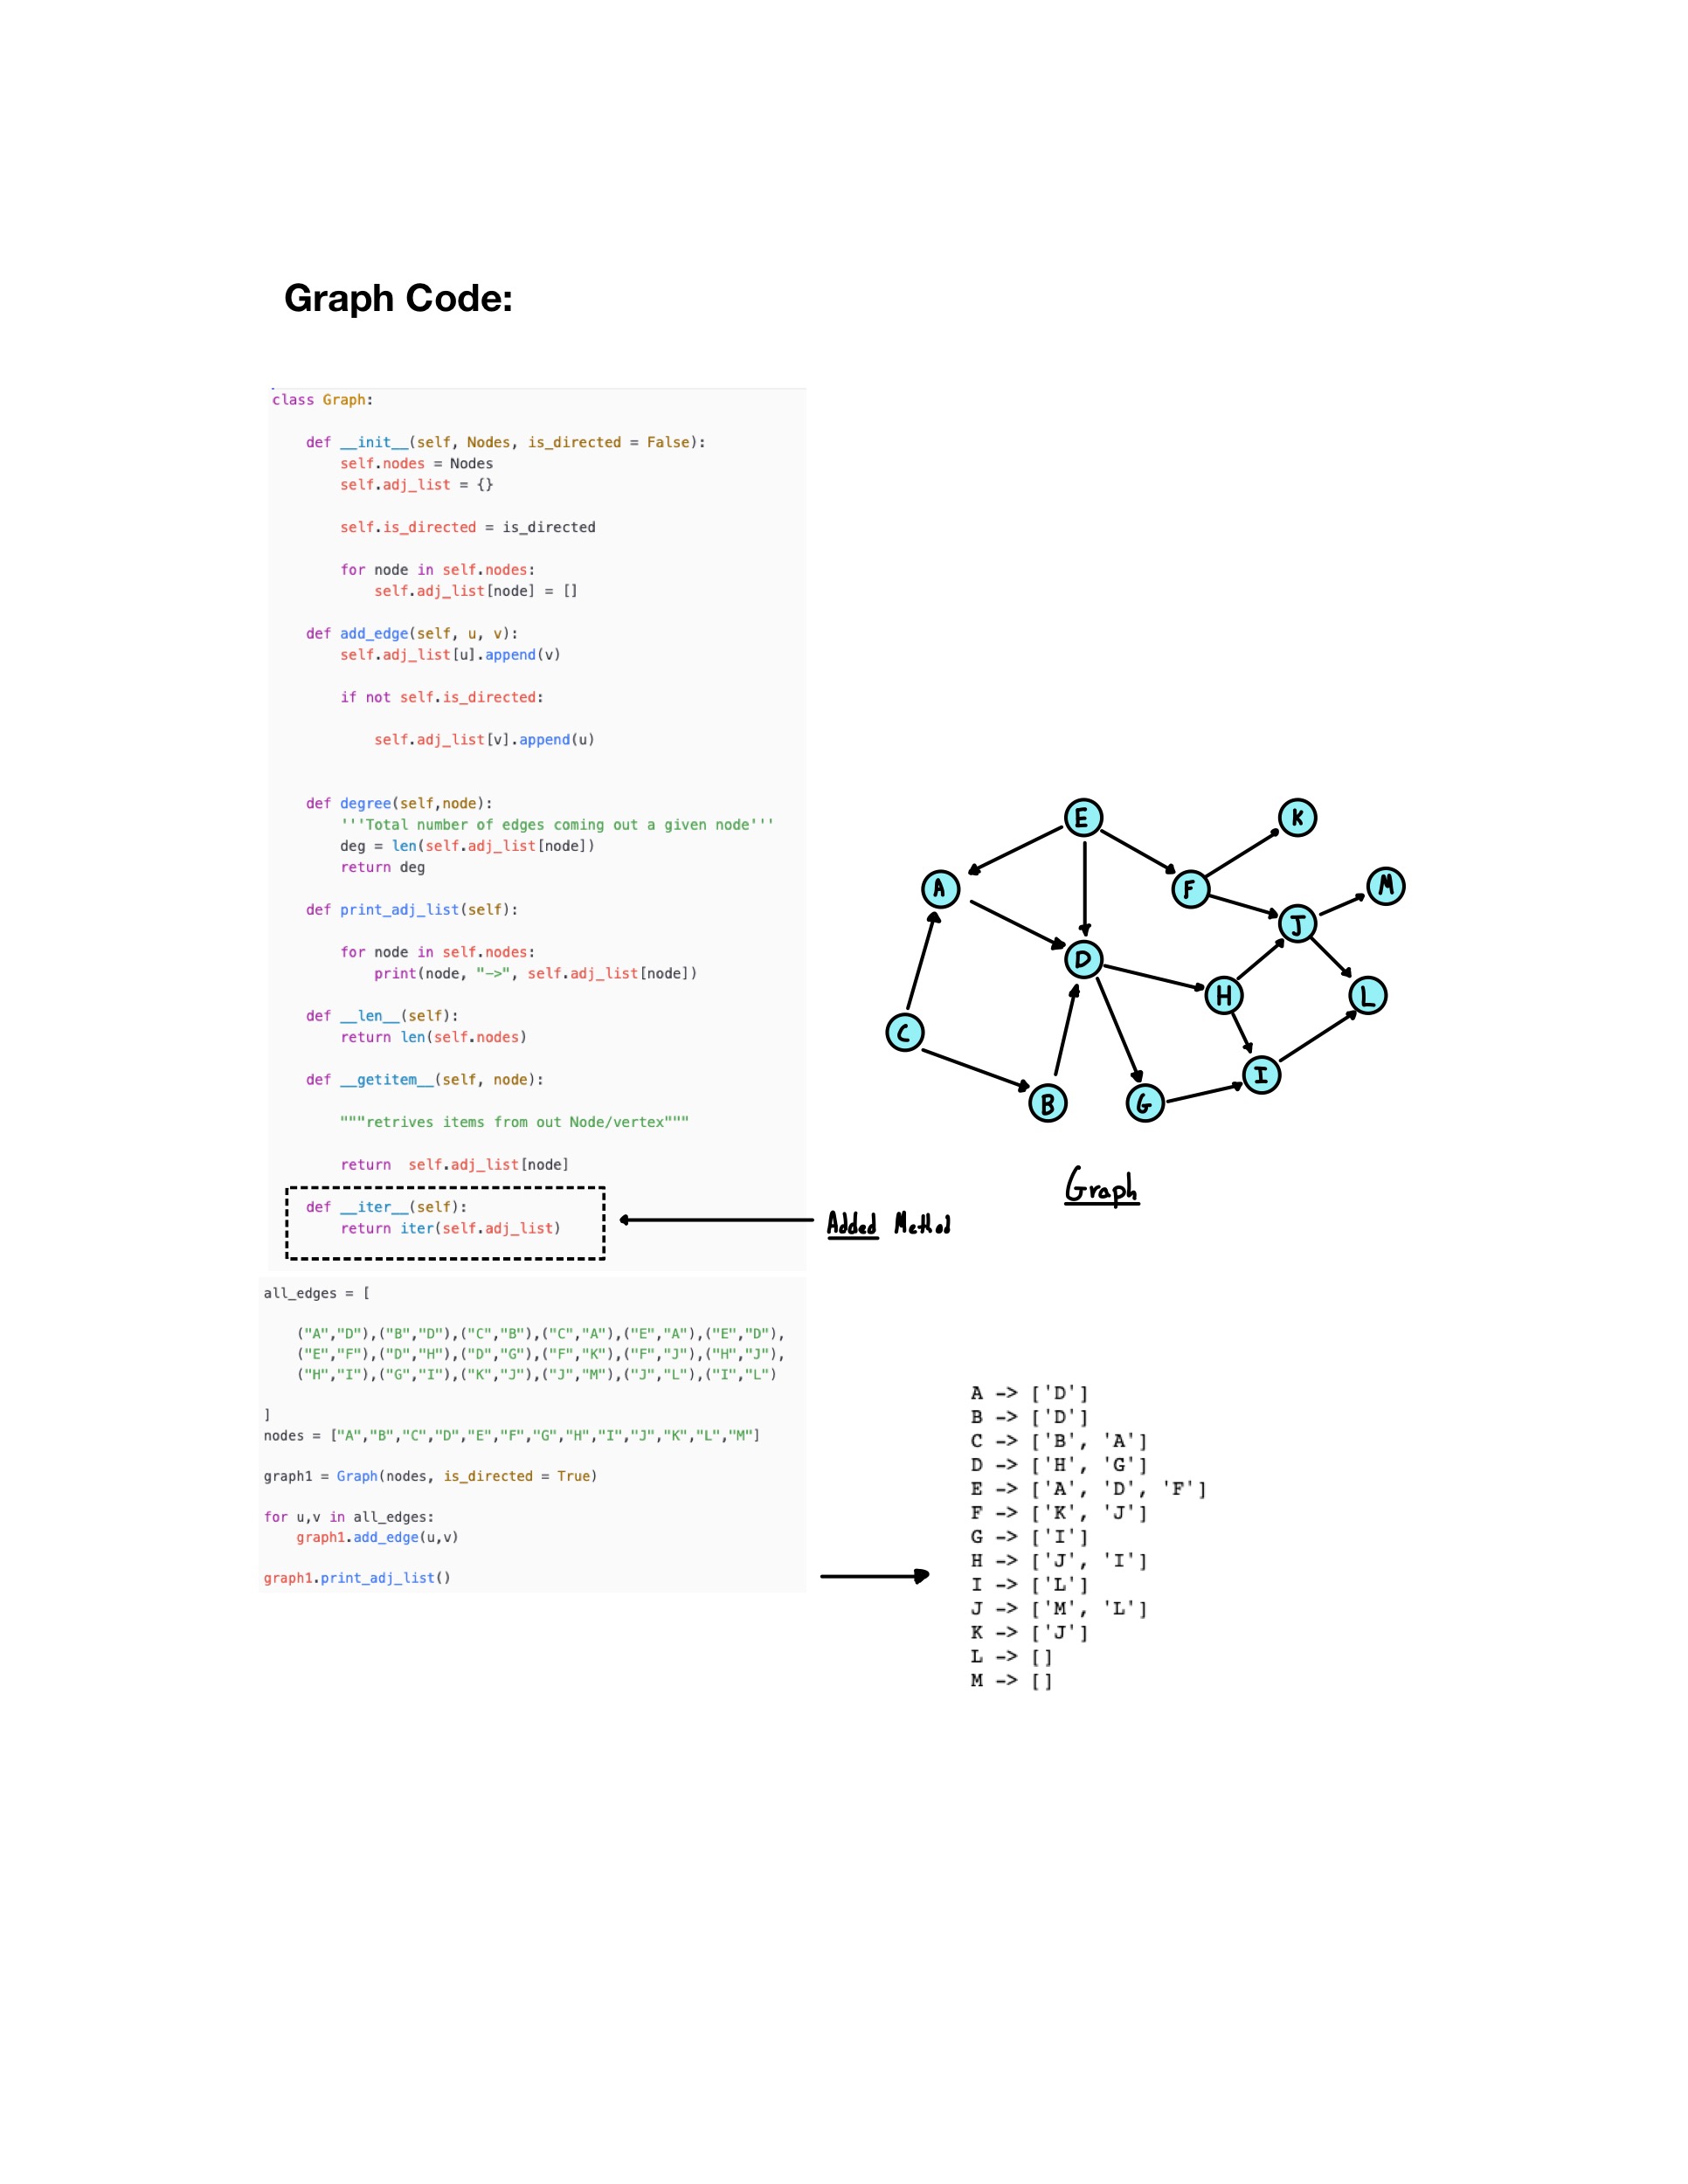 Graph Code:
class Graph:
def __init__(self, Nodes, is_directed = False):
self.nodes = Nodes
self.adj_list = {}
self.is_directed = is_directed
for node in self.nodes:
self.adj_list[node] = []
def add_edge(self, u, v):
self.adj_list[u].append(v)
if not self.is_directed:
self.adj_list[v].append(u)
def degree(self,node):
'''Total number of edges coming out a given node'''
deg = len(self.adj_list[node])
return deg
def print_adj_list(self):
for node in self.nodes:
print(node, "->", self.adj_list[node])
def __len__(self):
return len(self.nodes)
def __getitem__(self, node):
"""retrives items from out Node/vertex"""
return  self.adj_list[node]
def __iter__(self):
return iter(self.adj_list)
Added Method
E
K
A
F
M
J
D
H
L
C
I
B
G
Graph
all_edges = [
("A","D"),("B","D"),("C","B"),("C","A"),("E","A"),("E","D"),
("E","F"),("D","H"),("D","G"),("F","K"),("F","J"),("H","J"),
("H","I"),("G","I"),("K","J"),("J","M"),("J","L"),("I","L")
]
nodes = ["A","B","C","D","E","F","G","H","I","J","K","L","M"]
graph1 = Graph(nodes, is_directed = True)
for u,v in all_edges:
graph1.add_edge(u,v)
graph1.print_adj_list()
A -> ['D']
B -> ['D']
C -> ['B', 'A']
D -> ['H', 'G']
E -> ['A', 'D', 'F']
F -> ['K', 'J']
G -> ['I']
H -> ['J', 'I']
I -> ['L']
J -> ['M', 'L']
K -> ['J']
L -> []
M -> []